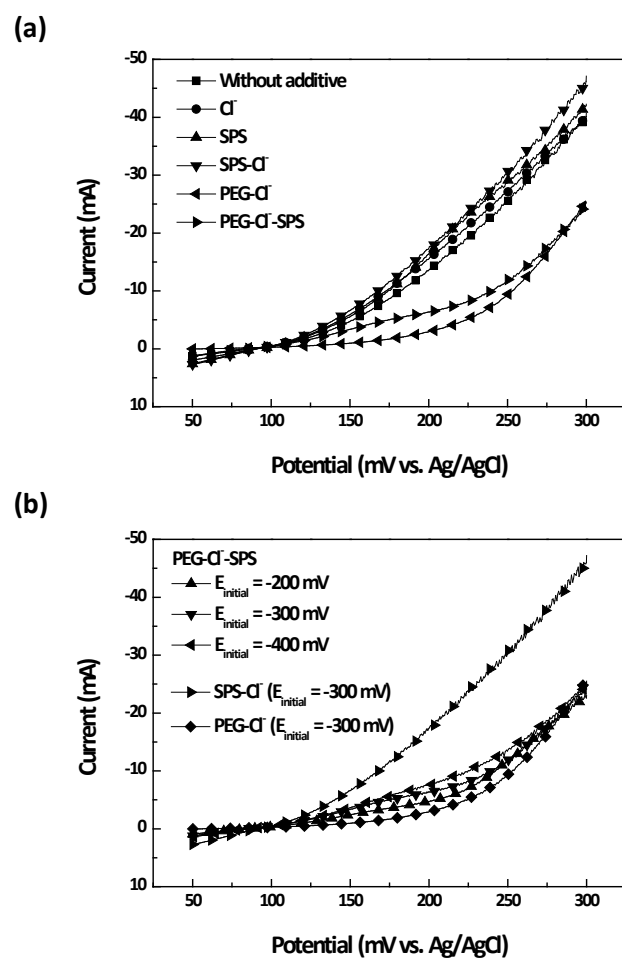 (a)
-50
-40
-30
-20
-10
0
10
Current (mA)
Without additive
Cl⁻
SPS
SPS-Cl⁻
PEG-Cl⁻
PEG-Cl⁻-SPS
50 100 150 200 250 300
Potential (mV vs. Ag/AgCl)
(b)
-50
-40
-30
-20
-10
0
10
Current (mA)
PEG-Cl⁻-SPS
E_initial = -200 mV
E_initial = -300 mV
E_initial = -400 mV
SPS-Cl⁻ (E_initial = -300 mV)
PEG-Cl⁻ (E_initial = -300 mV)
50 100 150 200 250 300
Potential (mV vs. Ag/AgCl)